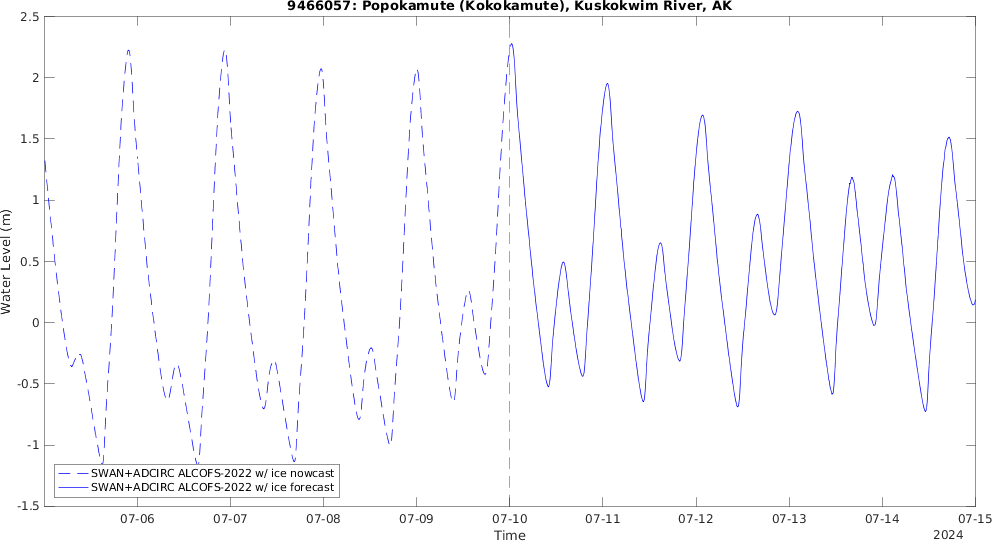 9466057: Popokamute (Kokokamute), Kuskokwim River, AK
2.5
2
1.5
1
0.5
0
-0.5
-1
-1.5
Water Level (m)
SWAN+ADCIRC ALCOFS-2022 w/ ice nowcast
SWAN+ADCIRC ALCOFS-2022 w/ ice forecast
07-06 07-07 07-08 07-09 07-10 07-11 07-12 07-13 07-14 07-15
Time
2024